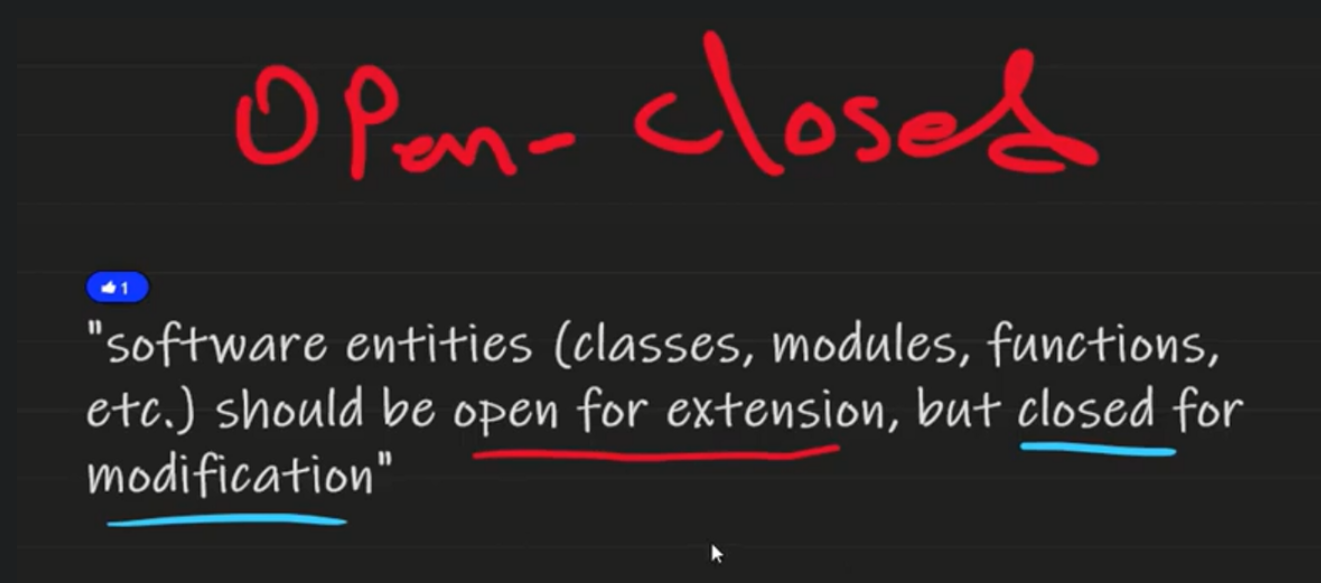 Open-closed
1
"software entities (classes, modules, functions,
etc.) should be open for extension, but closed for
modification"